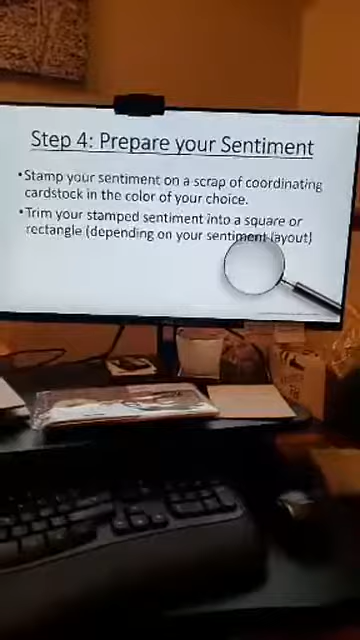 Step 4: Prepare your Sentiment
•Stamp your sentiment on a scrap of coordinating
cardstock in the color of your choice.
•Trim your stamped sentiment into a square or
rectangle (depending on your sentiment layout)